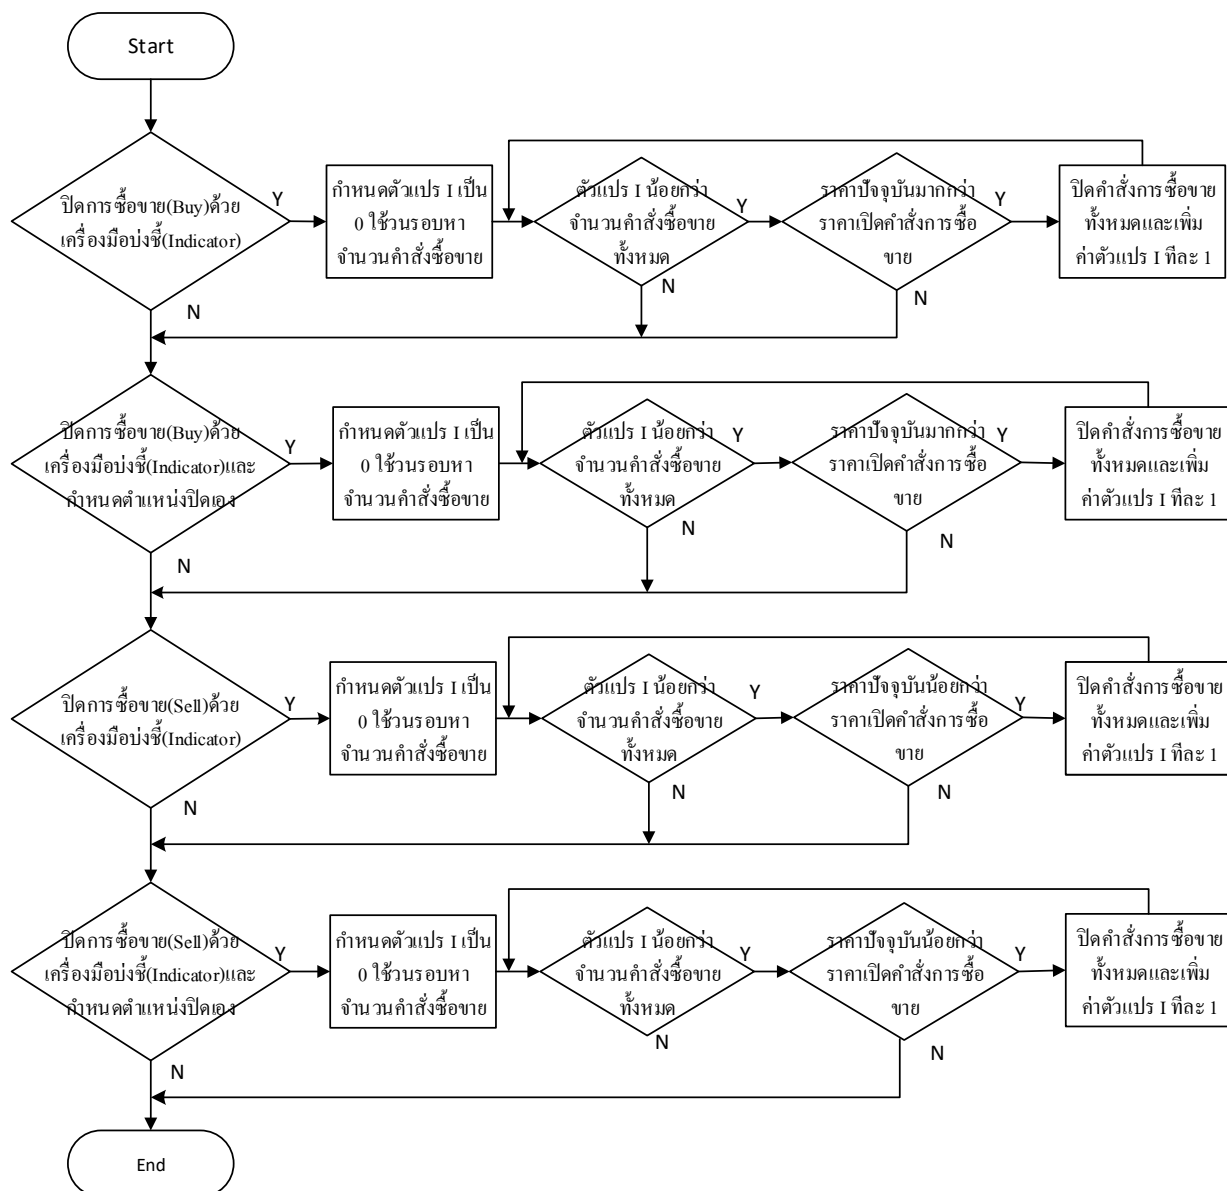 Start
ปิดการซื้อขาย(Buy)ด้วย
เครื่องมือบ่งชี้(Indicator)
Y
N
กำหนดตัวแปร I เป็น
0 ใช้วนรอบหา
จำนวนคำสั่งซื้อขาย
ตัวแปร I น้อยกว่า
จำนวนคำสั่งซื้อขาย
ทั้งหมด
Y
N
ราคาปัจจุบันมากกว่า
ราคาเปิดคำสั่งการซื้อ
ขาย
Y
N
ปิดคำสั่งการซื้อขาย
ทั้งหมดและเพิ่ม
ค่าตัวแปร I ทีละ 1
ปิดการซื้อขาย(Buy)ด้วย
เครื่องมือบ่งชี้(Indicator)และ
กำหนดตำแหน่งปิดเอง
Y
N
กำหนดตัวแปร I เป็น
0 ใช้วนรอบหา
จำนวนคำสั่งซื้อขาย
ตัวแปร I น้อยกว่า
จำนวนคำสั่งซื้อขาย
ทั้งหมด
Y
N
ราคาปัจจุบันมากกว่า
ราคาเปิดคำสั่งการซื้อ
ขาย
Y
N
ปิดคำสั่งการซื้อขาย
ทั้งหมดและเพิ่ม
ค่าตัวแปร I ทีละ 1
ปิดการซื้อขาย(Sell)ด้วย
เครื่องมือบ่งชี้(Indicator)
Y
N
กำหนดตัวแปร I เป็น
0 ใช้วนรอบหา
จำนวนคำสั่งซื้อขาย
ตัวแปร I น้อยกว่า
จำนวนคำสั่งซื้อขาย
ทั้งหมด
Y
N
ราคาปัจจุบันน้อยกว่า
ราคาเปิดคำสั่งการซื้อ
ขาย
Y
N
ปิดคำสั่งการซื้อขาย
ทั้งหมดและเพิ่ม
ค่าตัวแปร I ทีละ 1
ปิดการซื้อขาย(Sell)ด้วย
เครื่องมือบ่งชี้(Indicator)และ
กำหนดตำแหน่งปิดเอง
Y
N
กำหนดตัวแปร I เป็น
0 ใช้วนรอบหา
จำนวนคำสั่งซื้อขาย
ตัวแปร I น้อยกว่า
จำนวนคำสั่งซื้อขาย
ทั้งหมด
Y
N
ราคาปัจจุบันน้อยกว่า
ราคาเปิดคำสั่งการซื้อ
ขาย
Y
N
ปิดคำสั่งการซื้อขาย
ทั้งหมดและเพิ่ม
ค่าตัวแปร I ทีละ 1
End